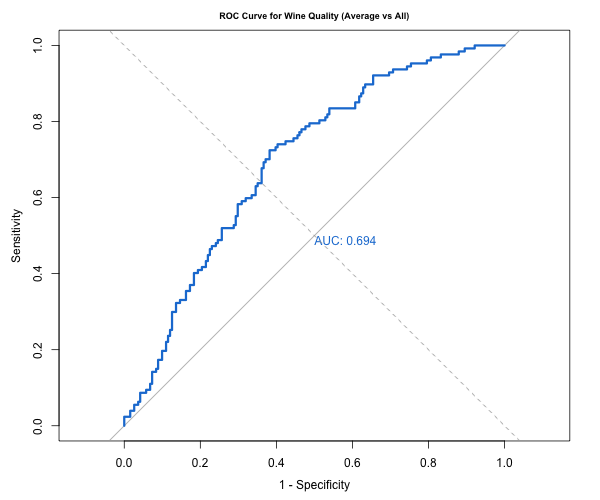 ROC Curve for Wine Quality (Average vs All)
1.0
0.8
0.6
0.4
0.2
0.0
Sensitivity
AUC: 0.694
0.0 0.2 0.4 0.6 0.8 1.0
1 - Specificity